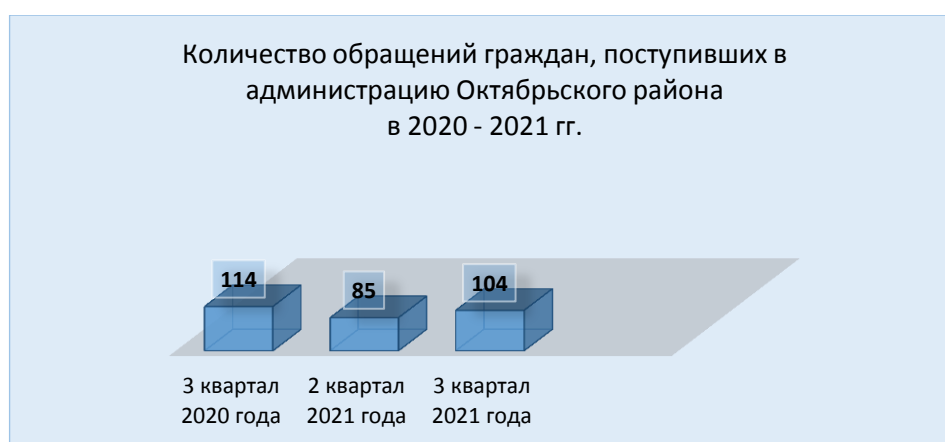 Количество обращений граждан, поступивших в
администрацию Октябрьского района
в 2020 - 2021 гг.
114
85
104
3 квартал
2020 года
2 квартал
2021 года
3 квартал
2021 года